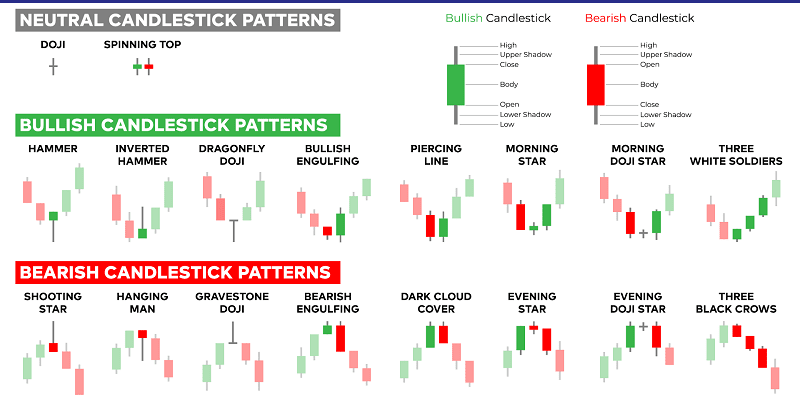 NEUTRAL CANDLESTICK PATTERNS
DOJI
SPINNING TOP
Bullish Candlestick
High
Upper Shadow
Close
Body
Open
Lower Shadow
Low
Bearish Candlestick
High
Upper Shadow
Open
Body
Close
Lower Shadow
Low
BULLISH CANDLESTICK PATTERNS
HAMMER
INVERTED
HAMMER
DRAGONFLY
DOJI
BULLISH
ENGULFING
PIERCING
LINE
MORNING
STAR
MORNING
DOJI STAR
THREE
WHITE SOLDIERS
BEARISH CANDLESTICK PATTERNS
SHOOTING
STAR
HANGING
MAN
GRAVESTONE
DOJI
BEARISH
ENGULFING
DARK CLOUD
COVER
EVENING
STAR
EVENING
DOJI STAR
THREE
BLACK CROWS